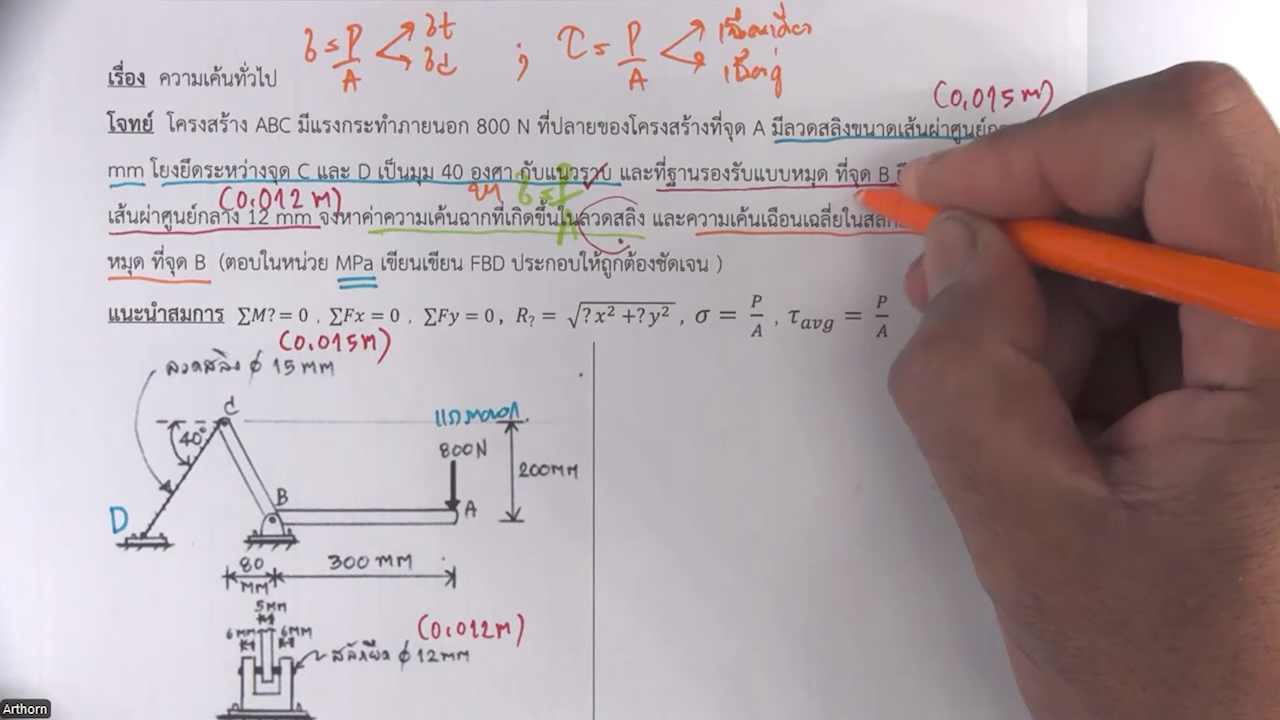 σ = P/A σt σc ; τ = P/A
เรื่อง ความเค้นทั่วไป
(0.015m)
โจทย์ โครงสร้าง ABC มีแรงกระทำภายนอก 800 N ที่ปลายของโครงสร้างที่จุด A มีลวดสลิงขนาดเส้นผ่าศูนย์
mm โยงยึดระหว่างจุด C และ D เป็นมุม 40 องศา กับแนวราบ และที่ฐานรองรับแบบหมุด ที่จุด B
(0.012m)
เส้นผ่าศูนย์กลาง 12 mm จงหาค่าความเค้นฉากที่เกิดขึ้นในลวดสลิง และความเค้นเฉือนเฉลี่ยในสลัก
หมุด ที่จุด B (ตอบในหน่วย MPa เขียนเขียน FBD ประกอบให้ถูกต้องชัดเจน )
แนะนำสมการ ∑M? = 0 , ∑Fx = 0 , ∑Fy = 0 , R? = √?x² +?y² , σ = P/A , τavg = P/A
(0.015m)
ลวดสลิง φ 15 mm
C
40°
แรงภายนอก
800N
200mm
B
A
D
80 mm
300 mm
5mm
6mm
6mm
(0.012m)
สลักยึด φ 12mm
Arthorn